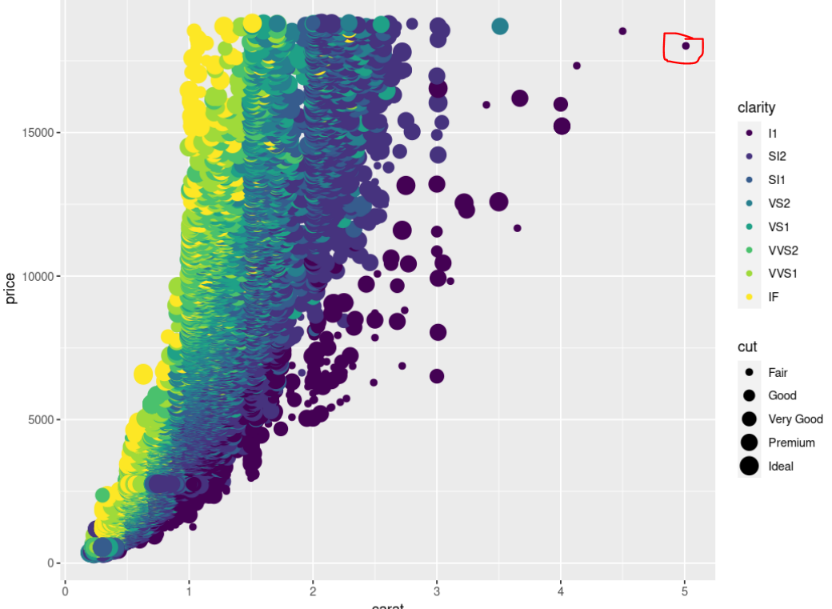 15000
10000
5000
0
price
0 1 2 3 4 5
carat
clarity
I1
SI2
SI1
VS2
VS1
VVS2
VVS1
IF
cut
Fair
Good
Very Good
Premium
Ideal